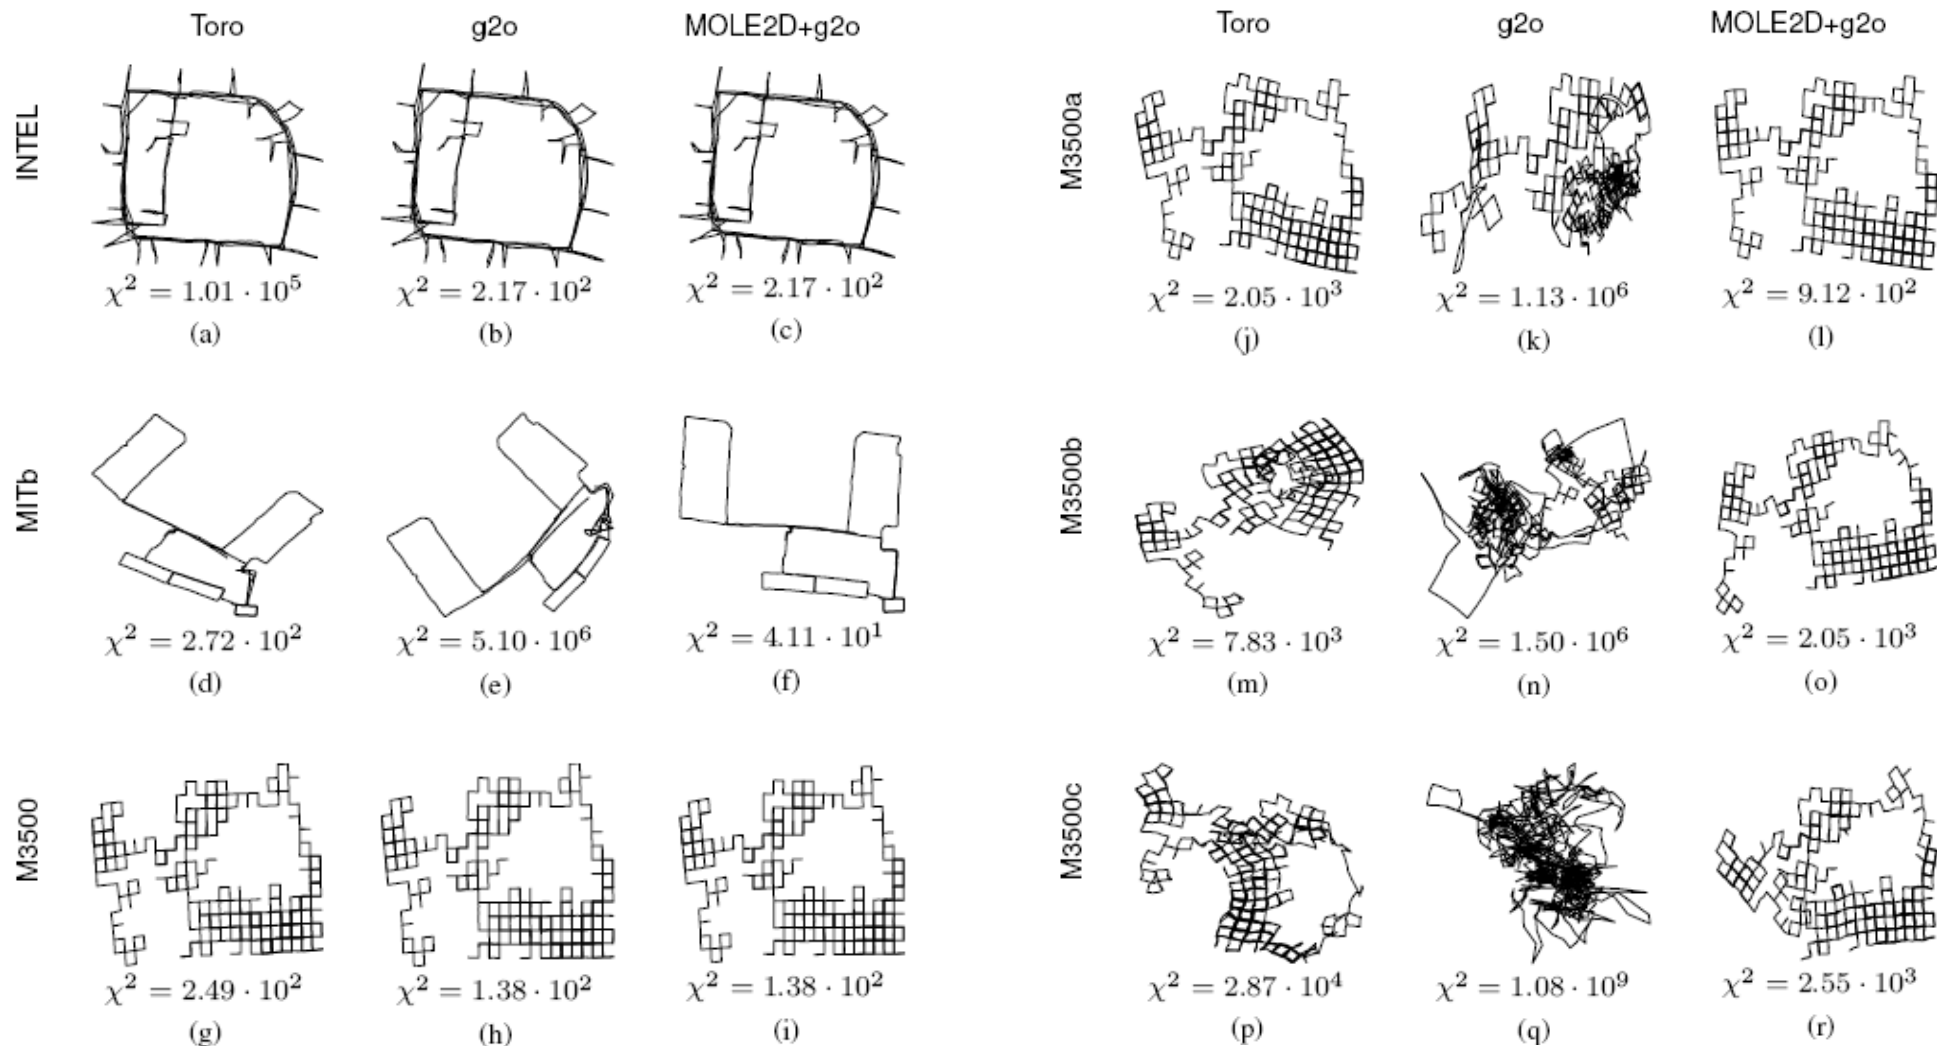 Toro g2o MOLE2D+g2o
INTEL
χ² = 1.01 · 10⁵ χ² = 2.17 · 10² χ² = 2.17 · 10²
(a) (b) (c)
MITb
χ² = 2.72 · 10² χ² = 5.10 · 10⁶ χ² = 4.11 · 10¹
(d) (e) (f)
M3500
χ² = 2.49 · 10² χ² = 1.38 · 10² χ² = 1.38 · 10²
(g) (h) (i)
Toro g2o MOLE2D+g2o
M3500a
χ² = 2.05 · 10³ χ² = 1.13 · 10⁶ χ² = 9.12 · 10²
(j) (k) (l)
M3500b
χ² = 7.83 · 10³ χ² = 1.50 · 10⁶ χ² = 2.05 · 10³
(m) (n) (o)
M3500c
χ² = 2.87 · 10⁴ χ² = 1.08 · 10⁹ χ² = 2.55 · 10³
(p) (q) (r)